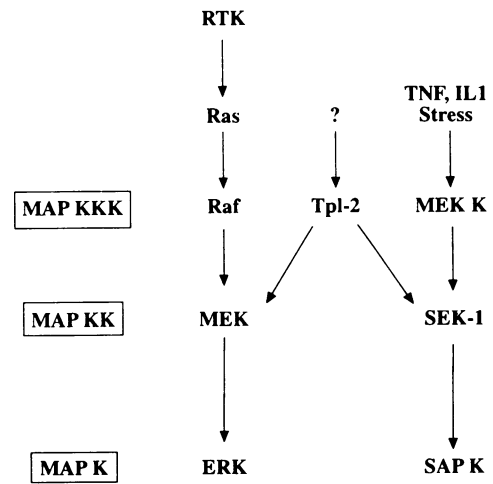 RTK
TNF, IL1
Ras ? Stress
MAP KKK Raf Tpl-2 MEK K
MAP KK MEK SEK-1
MAP K ERK SAP K